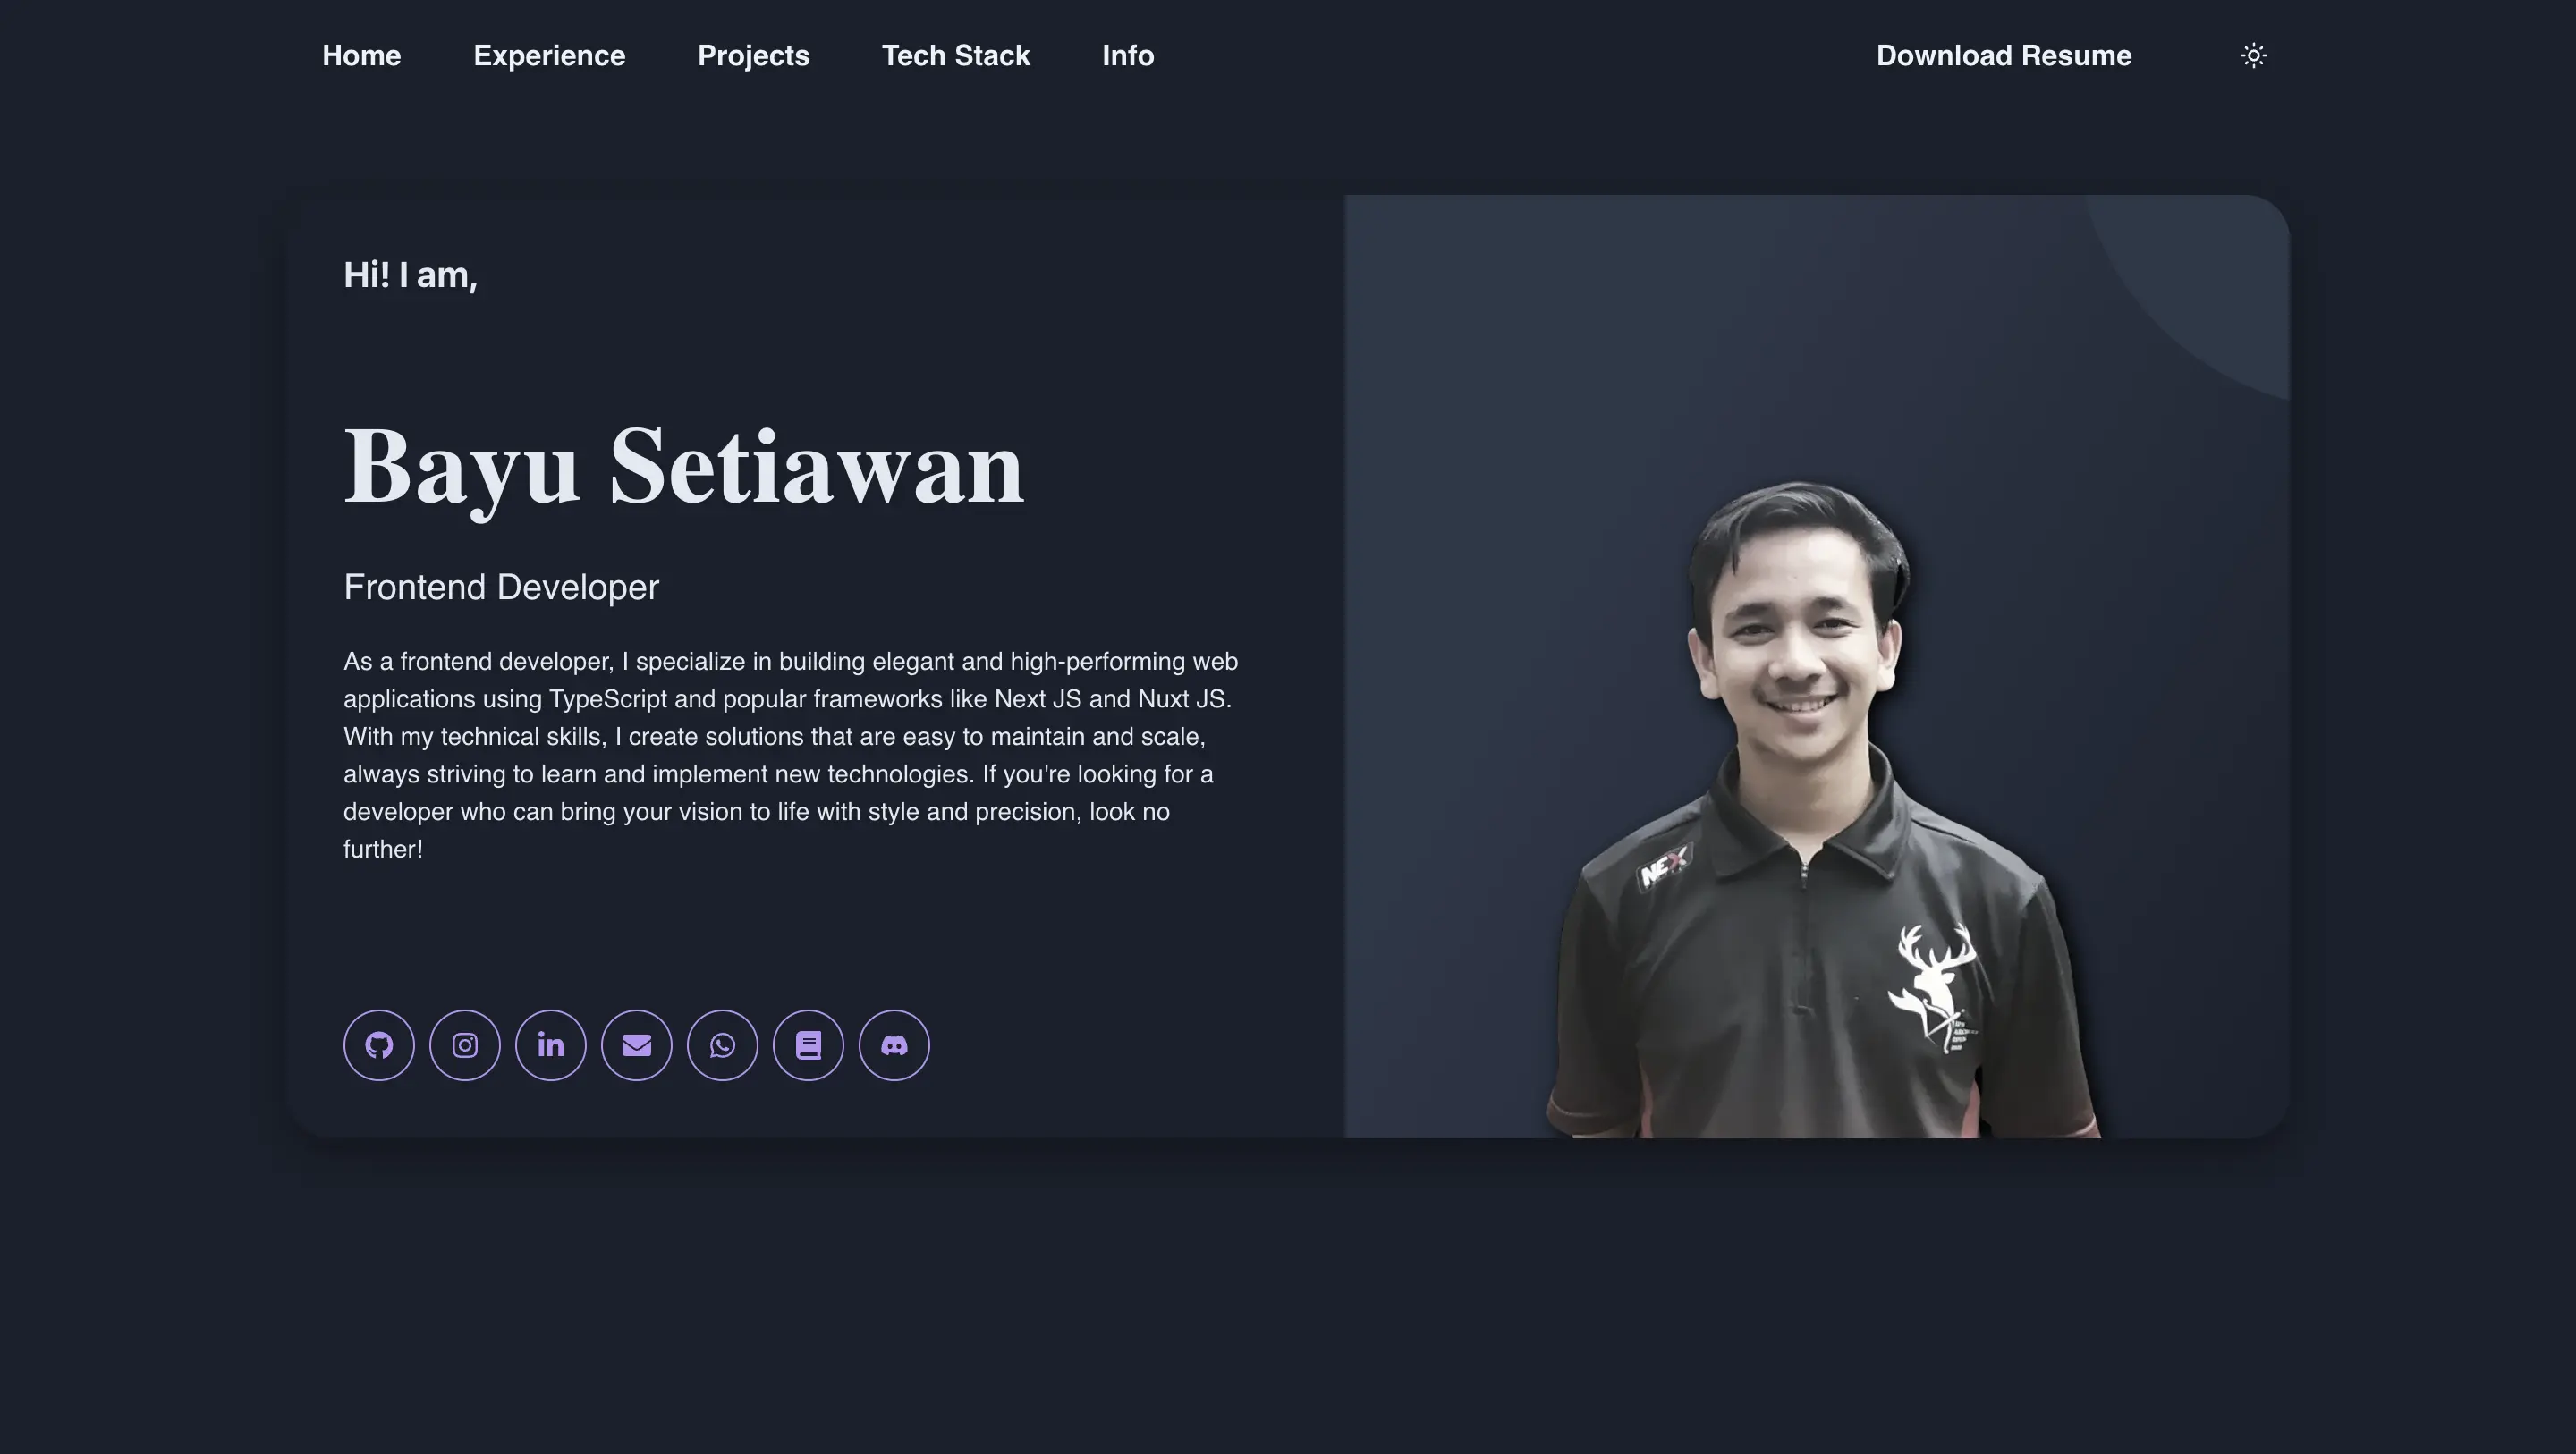 Home Experience Projects Tech Stack Info Download Resume
Hi! I am,
Bayu Setiawan
Frontend Developer
As a frontend developer, I specialize in building elegant and high-performing web
applications using TypeScript and popular frameworks like Next JS and Nuxt JS.
With my technical skills, I create solutions that are easy to maintain and scale,
always striving to learn and implement new technologies. If you're looking for a
developer who can bring your vision to life with style and precision, look no
further!
in
NEX